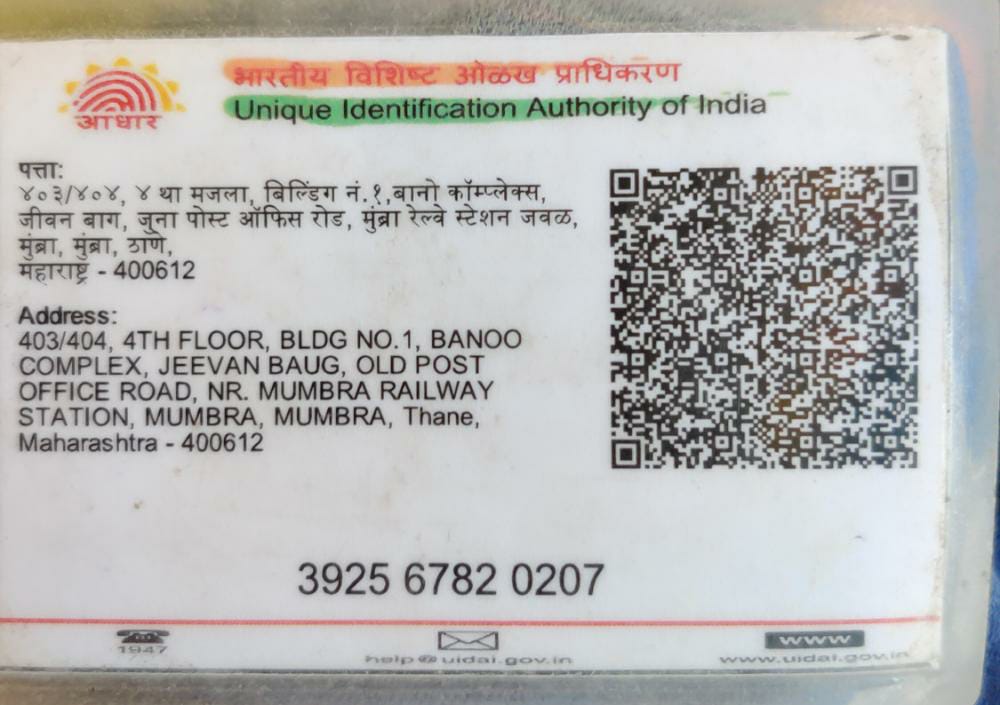 आधार
भारतीय विशिष्ट ओळख प्राधिकरण
Unique Identification Authority of India
पत्ता:
४०३/४०४, ४ था मजला, बिल्डिंग नं.१,बानो कॉम्प्लेक्स,
जीवन बाग, जुना पोस्ट ऑफिस रोड, मुंब्रा रेल्वे स्टेशन जवळ,
मुंब्रा, मुंब्रा, ठाणे,
महाराष्ट्र - 400612
Address:
403/404, 4TH FLOOR, BLDG NO.1, BANOO
COMPLEX, JEEVAN BAUG, OLD POST
OFFICE ROAD, NR. MUMBRA RAILWAY
STATION, MUMBRA, MUMBRA, Thane,
Maharashtra - 400612
3925 6782 0207
1947
help@uidai.gov.in
www
www.uidai.gov.in